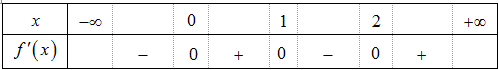 x −∞ 0 1 2 +∞
f′(x) − 0 + 0 − 0 +